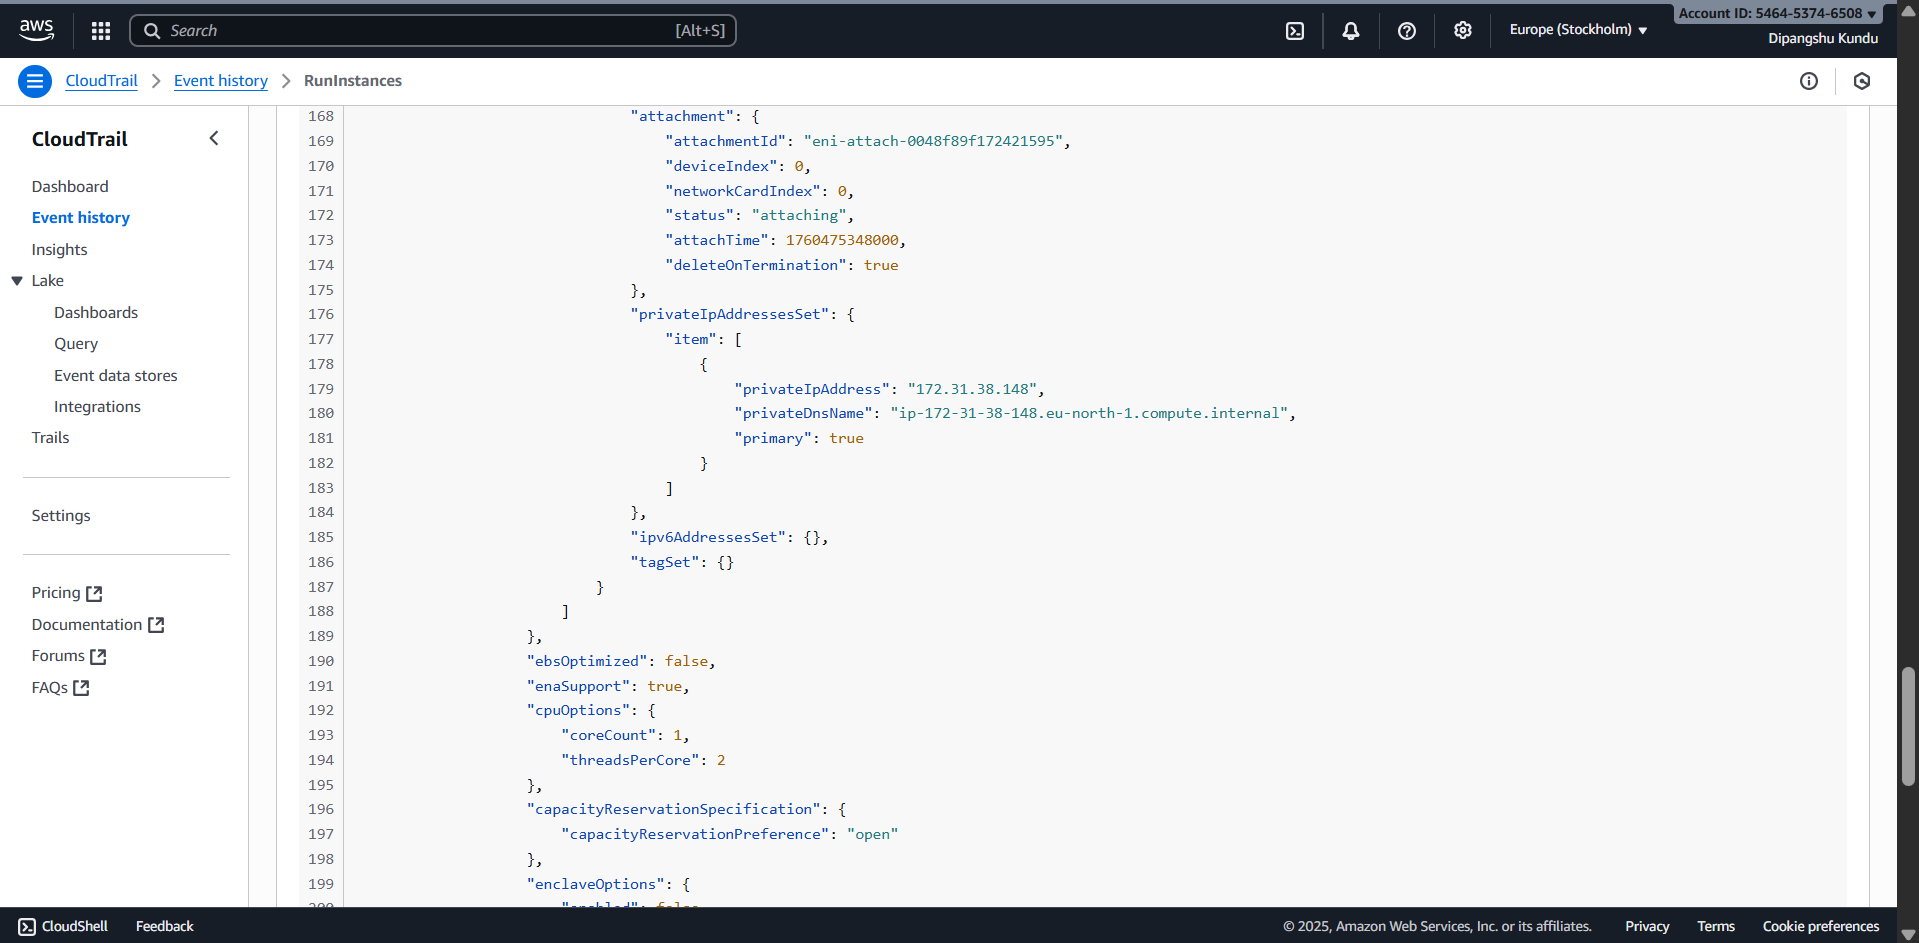 aws
Search
[Alt+S]
Europe (Stockholm)
Account ID: 5464-5374-6508
Dipangshu Kundu
CloudTrail
Event history
RunInstances
CloudTrail
Dashboard
Event history
Insights
Lake
Dashboards
Query
Event data stores
Integrations
Trails
Settings
Pricing
Documentation
Forums
FAQs
168 "attachment": {
169 "attachmentId": "eni-attach-0048f89f172421595",
170 "deviceIndex": 0,
171 "networkCardIndex": 0,
172 "status": "attaching",
173 "attachTime": 1760475348000,
174 "deleteOnTermination": true
175 },
176 "privateIpAddressesSet": {
177 "item": [
178 {
179 "privateIpAddress": "172.31.38.148",
180 "privateDnsName": "ip-172-31-38-148.eu-north-1.compute.internal",
181 "primary": true
182 }
183 ]
184 },
185 "ipv6AddressesSet": {},
186 "tagSet": {}
187 }
188 ]
189 },
190 "ebsOptimized": false,
191 "enaSupport": true,
192 "cpuOptions": {
193 "coreCount": 1,
194 "threadsPerCore": 2
195 },
196 "capacityReservationSpecification": {
197 "capacityReservationPreference": "open"
198 },
199 "enclaveOptions": {
200 "enabled": false
CloudShell
Feedback
© 2025, Amazon Web Services, Inc. or its affiliates.
Privacy
Terms
Cookie preferences